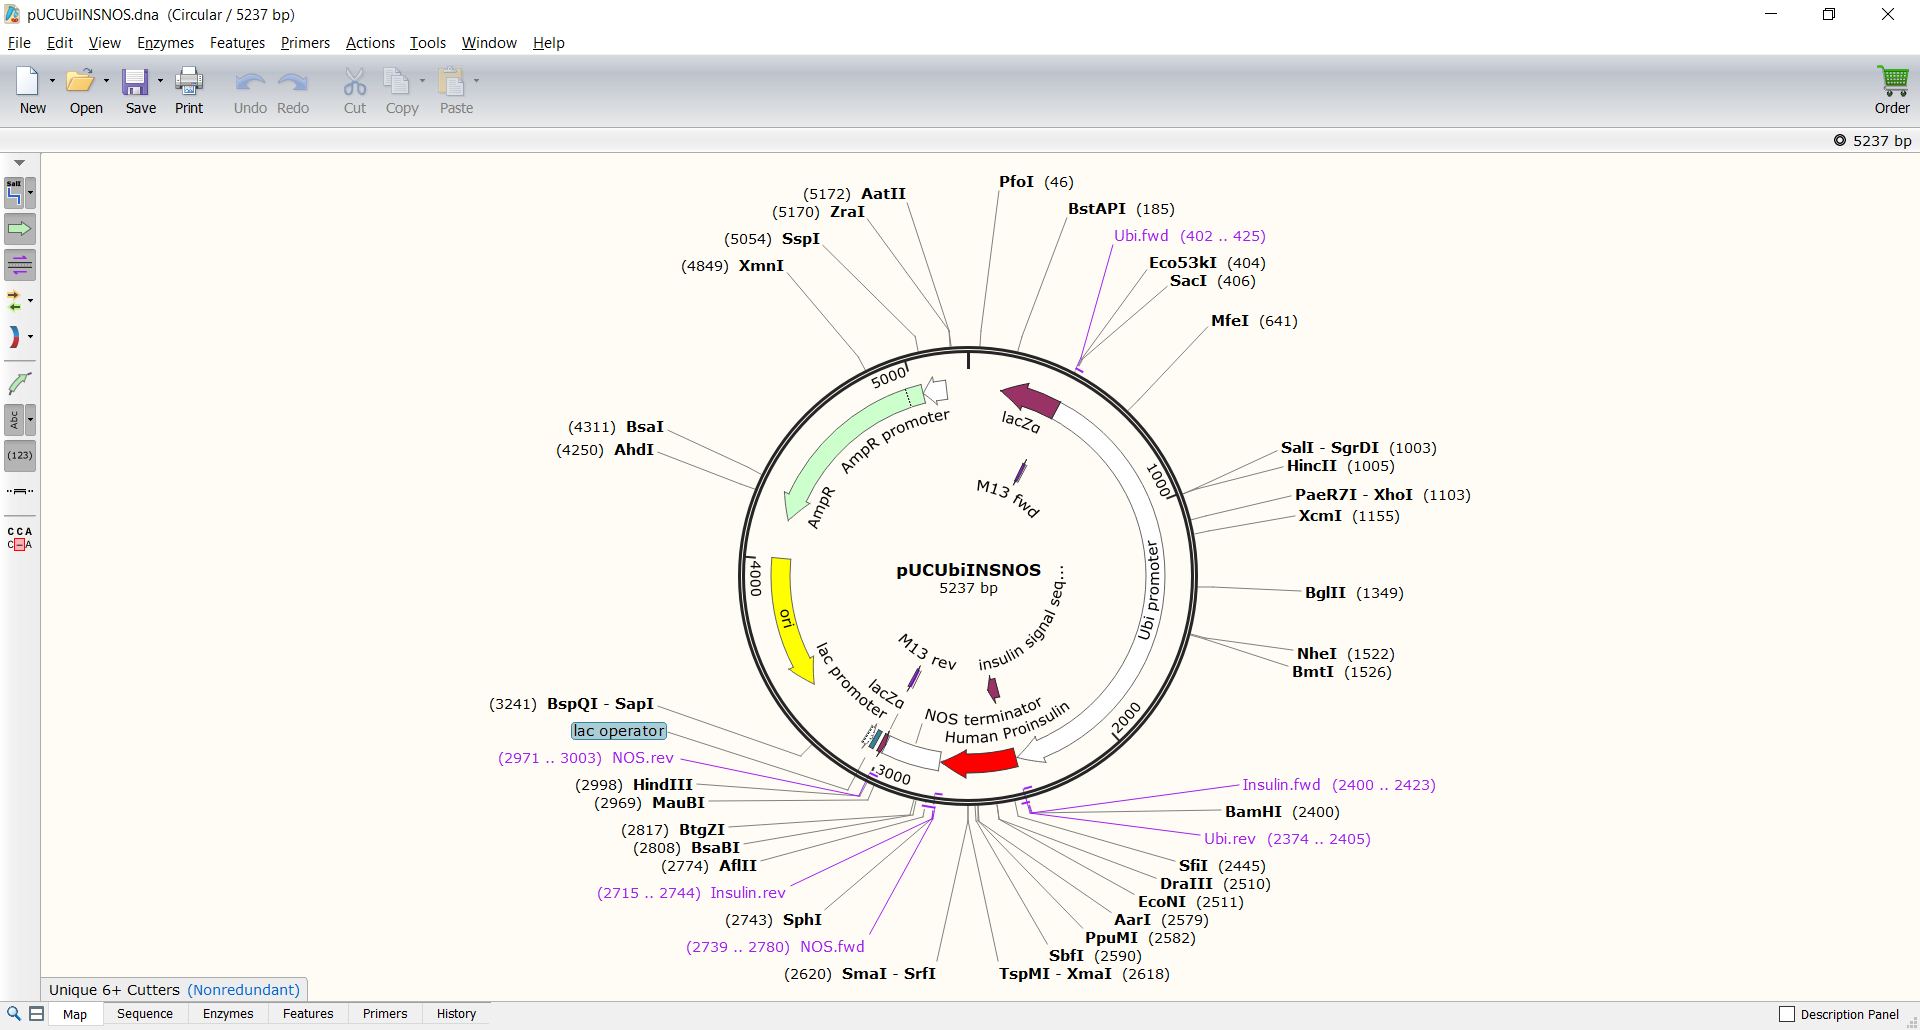 pUCUbiINSNOS.dna (Circular / 5237 bp)
File Edit View Enzymes Features Primers Actions Tools Window Help
New Open Save Print Undo Redo Cut Copy Paste Order
5237 bp
SalI
Abc
(123)
C C A
C – A
PfoI (46)
BstAPI (185)
Ubi.fwd (402 .. 425)
Eco53kI (404)
SacI (406)
MfeI (641)
SalI - SgrDI (1003)
HincII (1005)
PaeR7I - XhoI (1103)
XcmI (1155)
BglII (1349)
NheI (1522)
BmtI (1526)
Insulin.fwd (2400 .. 2423)
BamHI (2400)
Ubi.rev (2374 .. 2405)
SfiI (2445)
DraIII (2510)
EcoNI (2511)
AarI (2579)
PpuMI (2582)
SbfI (2590)
TspMI - XmaI (2618)
(2620) SmaI - SrfI
(2739 .. 2780) NOS.fwd
(2743) SphI
(2715 .. 2744) Insulin.rev
(2774) AflII
(2808) BsaBI
(2817) BtgZI
(2969) MauBI
(2998) HindIII
(2971 .. 3003) NOS.rev
lac operator
(3241) BspQI - SapI
(4250) AhdI
(4311) BsaI
(4849) XmnI
(5054) SspI
(5170) ZraI
(5172) AatII
1000
2000
3000
4000
5000
lacZα
M13 fwd
Ubi promoter
insulin signal seq...
Human Proinsulin
NOS terminator
M13 rev
lacZα
lac promoter
ori
AmpR
AmpR promoter
pUCUbiINSNOS
5237 bp
Unique 6+ Cutters (Nonredundant)
Map Sequence Enzymes Features Primers History
Description Panel